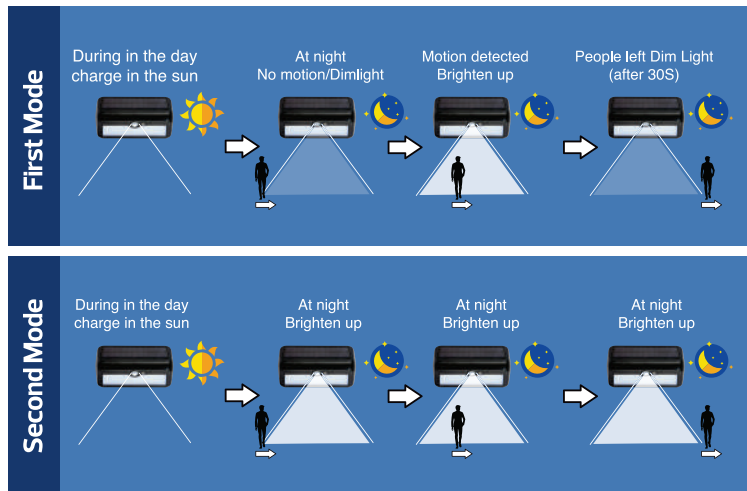 First Mode
During in the day
charge in the sun
At night
No motion/Dimlight
Motion detected
Brighten up
People left Dim Light
(after 30S)
Second Mode
During in the day
charge in the sun
At night
Brighten up
At night
Brighten up
At night
Brighten up